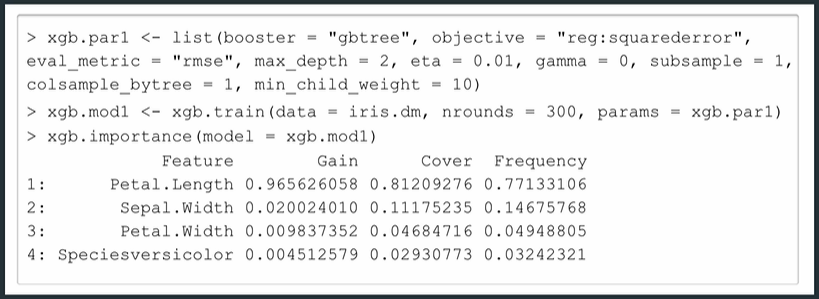 > xgb.par1 <- list(booster = "gbtree", objective = "reg:squarederror",
eval_metric = "rmse", max_depth = 2, eta = 0.01, gamma = 0, subsample = 1,
colsample_bytree = 1, min_child_weight = 10)
> xgb.mod1 <- xgb.train(data = iris.dm, nrounds = 300, params = xgb.par1)
> xgb.importance(model = xgb.mod1)
Feature Gain Cover Frequency
1: Petal.Length 0.965626058 0.81209276 0.77133106
2: Sepal.Width 0.020024010 0.11175235 0.14675768
3: Petal.Width 0.009837352 0.04684716 0.04948805
4: Speciesversicolor 0.004512579 0.02930773 0.03242321